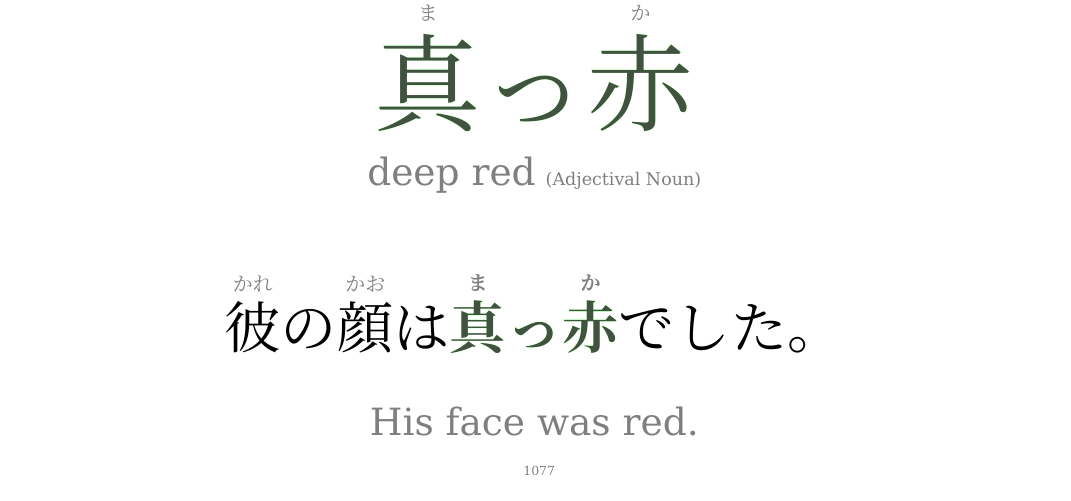 ま か
真っ赤
deep red (Adjectival Noun)
かれ かお ま か
彼の顔は真っ赤でした。
His face was red.
1077